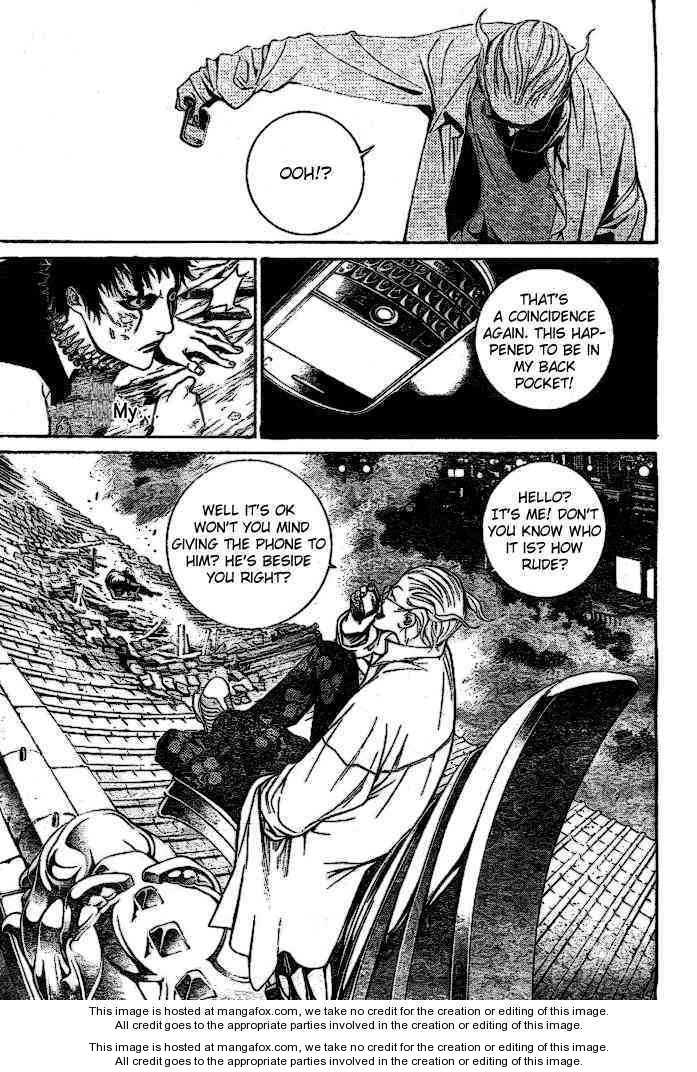 OOH!?
THAT'S
A COINCIDENCE
AGAIN. THIS HAP-
PENED TO BE IN
MY BACK
POCKET!
My...
HELLO?
IT'S ME! DON'T
YOU KNOW WHO
IT IS? HOW
RUDE?
WELL IT'S OK
WON'T YOU MIND
GIVING THE PHONE TO
HIM? HE'S BESIDE
YOU RIGHT?
This image is hosted at mangafox.com, we take no credit for the creation or editing of this image.
All credit goes to the appropriate parties involved in the creation or editing of this image.
This image is hosted at mangafox.com, we take no credit for the creation or editing of this image.
All credit goes to the appropriate parties involved in the creation or editing of this image.